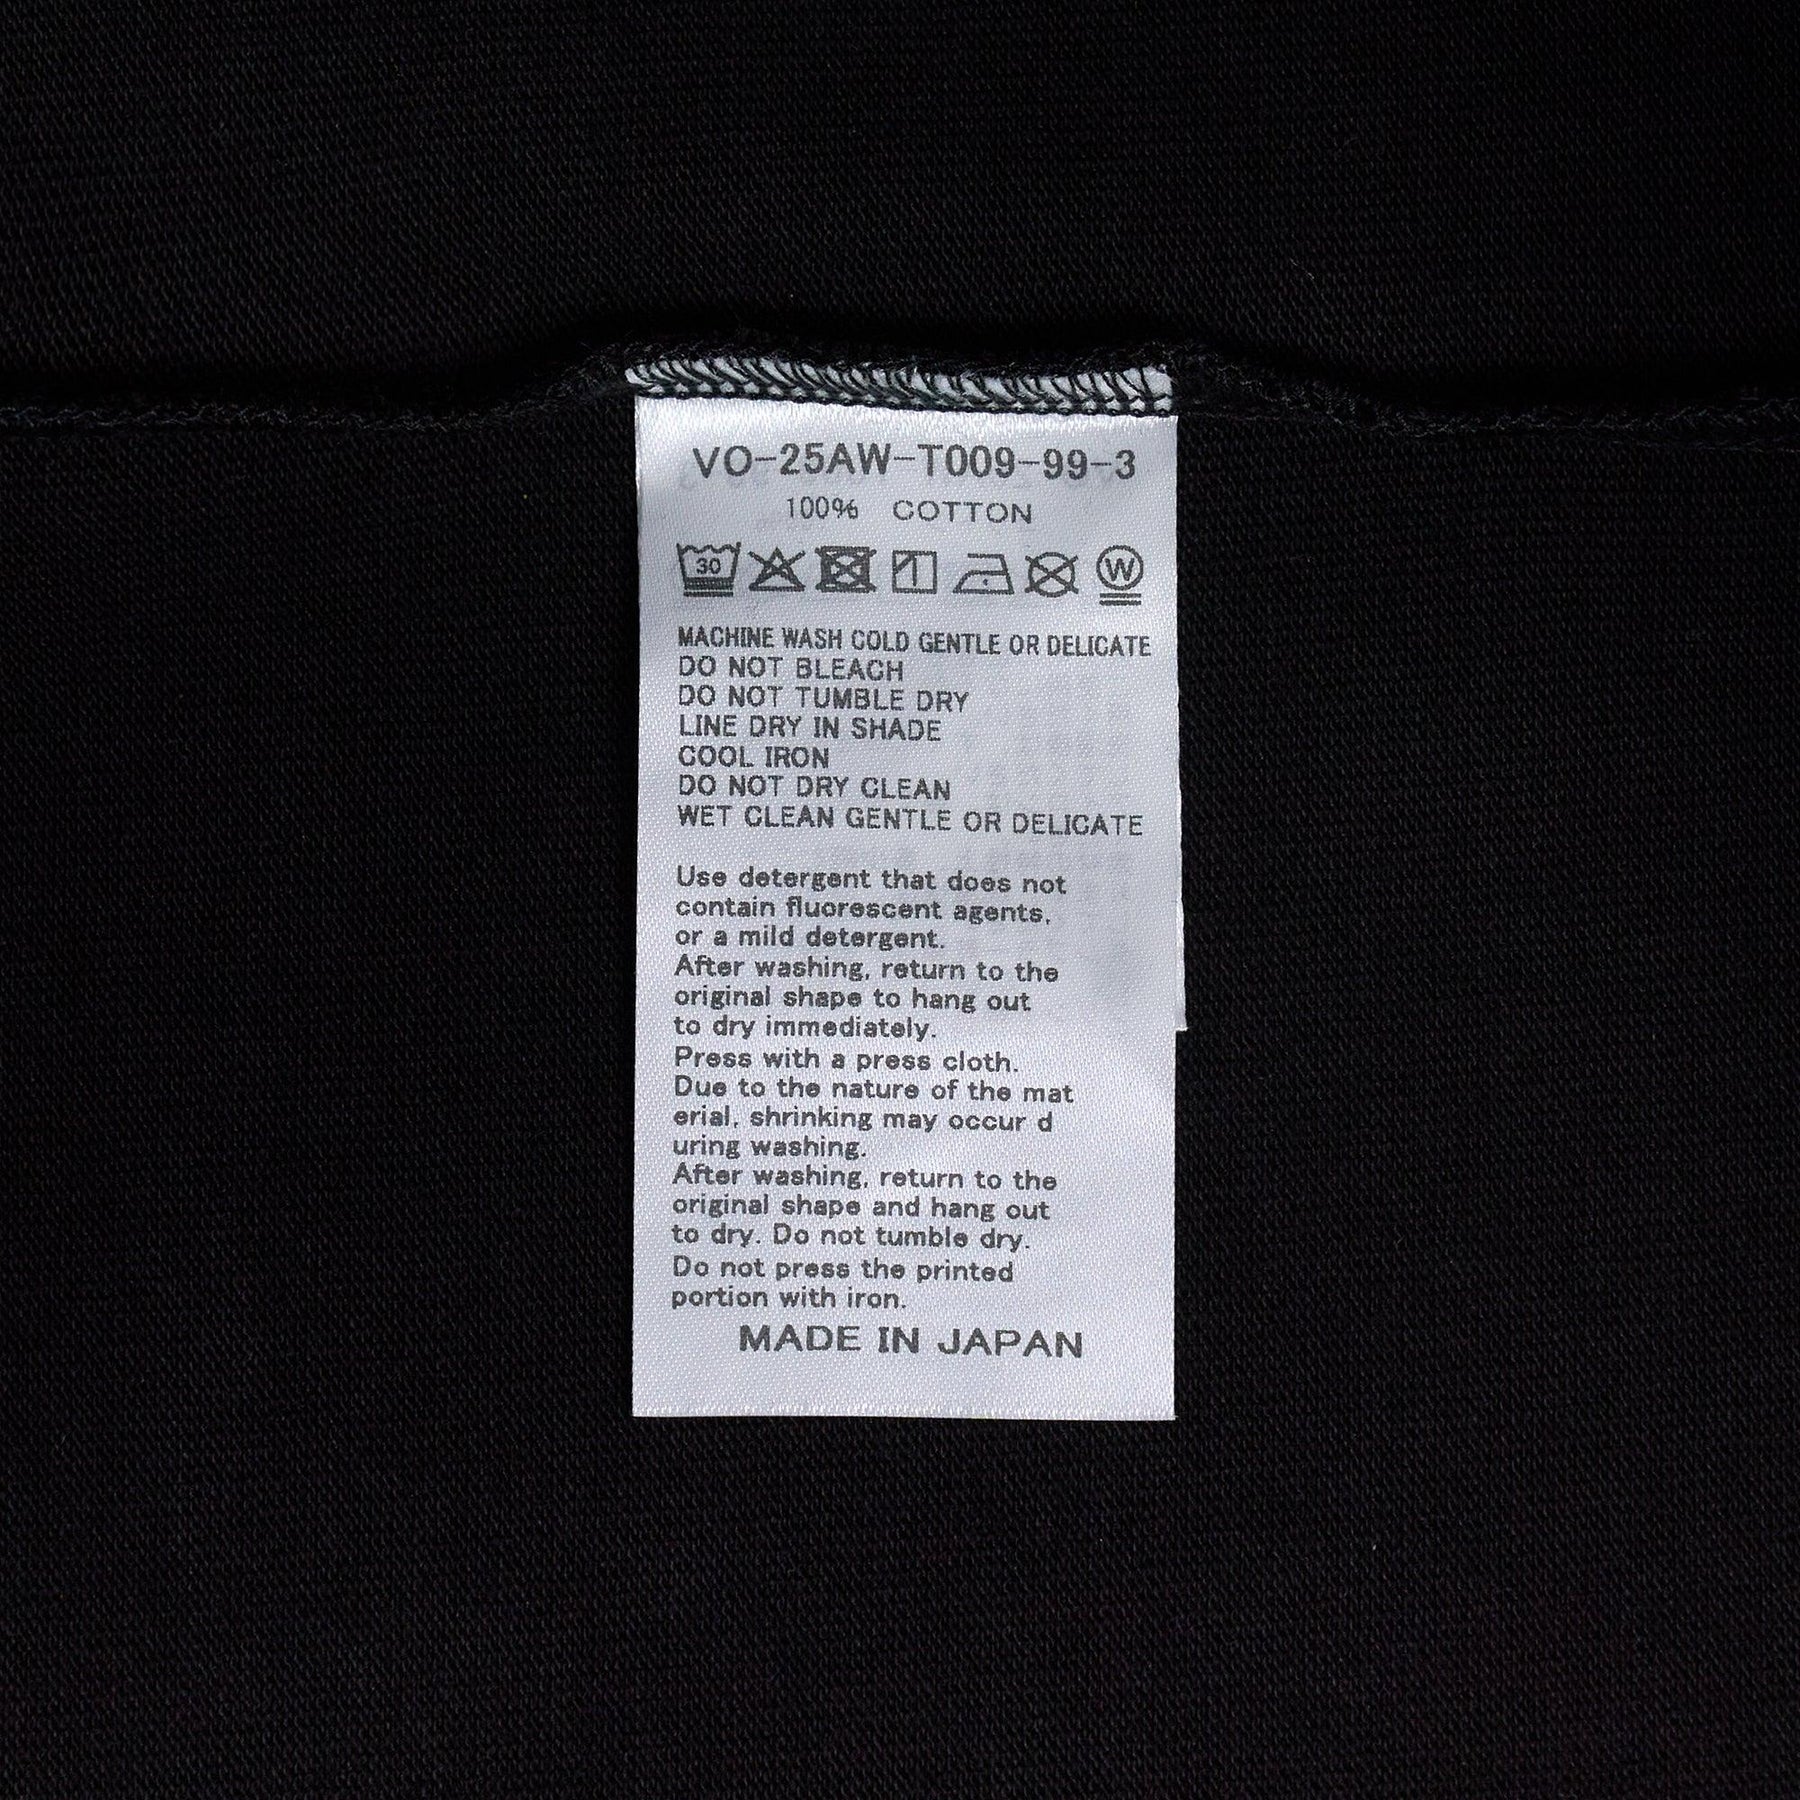 VO-25AW-T009-99-3
100% COTTON
30 W
MACHINE WASH COLD GENTLE OR DELICATE
DO NOT BLEACH
DO NOT TUMBLE DRY
LINE DRY IN SHADE
COOL IRON
DO NOT DRY CLEAN
WET CLEAN GENTLE OR DELICATE
Use detergent that does not
contain fluorescent agents,
or a mild detergent.
After washing, return to the
original shape to hang out
to dry immediately.
Press with a press cloth.
Due to the nature of the mat
erial, shrinking may occur d
uring washing.
After washing, return to the
original shape and hang out
to dry. Do not tumble dry.
Do not press the printed
portion with iron.
MADE IN JAPAN